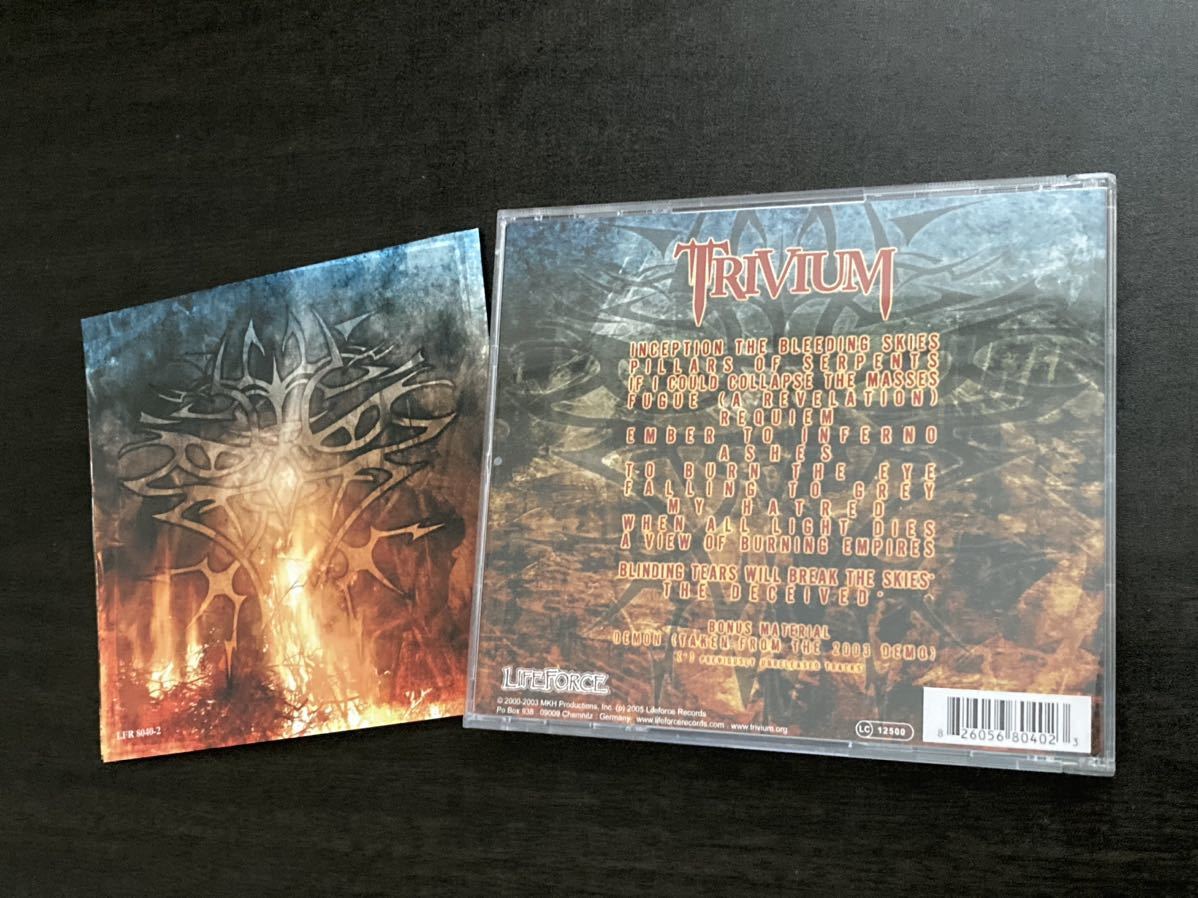 LFR 8040-2
TRIVIUM
INCEPTION THE BLEEDING SKIES
PILLARS OF SERPENTS
IF I COULD COLLAPSE THE MASSES
FUGUE (A REVELATION)
REQUIEM
EMBER TO INFERNO
ASHES
TO BURN THE EYE
FALLING TO GREY
MY HATRED
WHEN ALL LIGHT DIES
A VIEW OF BURNING EMPIRES
BLINDING TEARS WILL BREAK THE SKIES*
THE DECEIVED*
BONUS MATERIAL
DEMON (TAKEN FROM THE 2003 DEMO)
(*) PREVIOUSLY UNRELEASED TRACKS
LIFEFORCE
© 2000-2003 MKH Productions, Inc. (p) 2005 Lifeforce Records
Po Box 938 . 09009 Chemnitz . Germany . www.lifeforcerecords.com . www.trivium.org
LC 12500
8 26056 80402 3